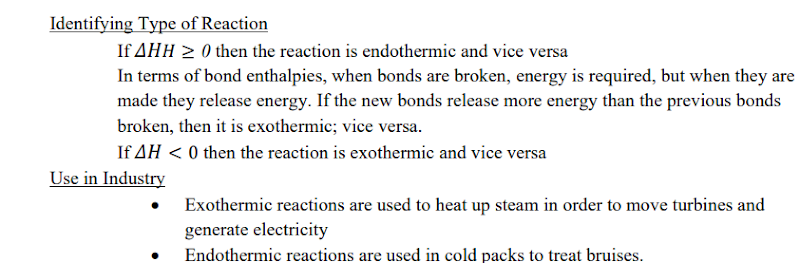 Identifying Type of Reaction
If ΔHH ≥ 0 then the reaction is endothermic and vice versa
In terms of bond enthalpies, when bonds are broken, energy is required, but when they are
made they release energy. If the new bonds release more energy than the previous bonds
broken, then it is exothermic; vice versa.
If ΔH < 0 then the reaction is exothermic and vice versa
Use in Industry
• Exothermic reactions are used to heat up steam in order to move turbines and
generate electricity
• Endothermic reactions are used in cold packs to treat bruises.